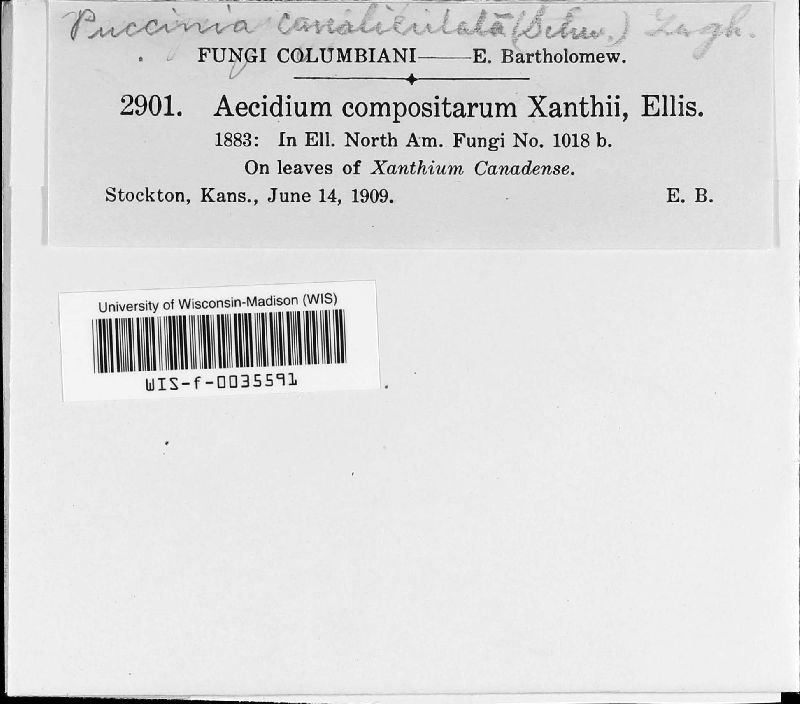 Puccinia canaliculata (Schw.) Lagh.
FUNGI COLUMBIANI—E. Bartholomew.
2901. Aecidium compositarum Xanthii, Ellis.
1883: In Ell. North Am. Fungi No. 1018 b.
On leaves of Xanthium Canadense.
Stockton, Kans., June 14, 1909. E. B.
University of Wisconsin-Madison (WIS)
WIS-f-0035591